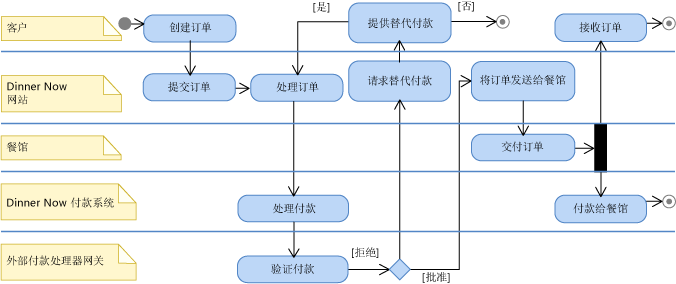 [是]
[否]
客户
创建订单
提供替代付款
接收订单
Dinner Now
网站
提交订单
处理订单
请求替代付款
将订单发送给餐馆
餐馆
交付订单
Dinner Now 付款系统
处理付款
付款给餐馆
外部付款处理器网关
验证付款
[拒绝]
[批准]